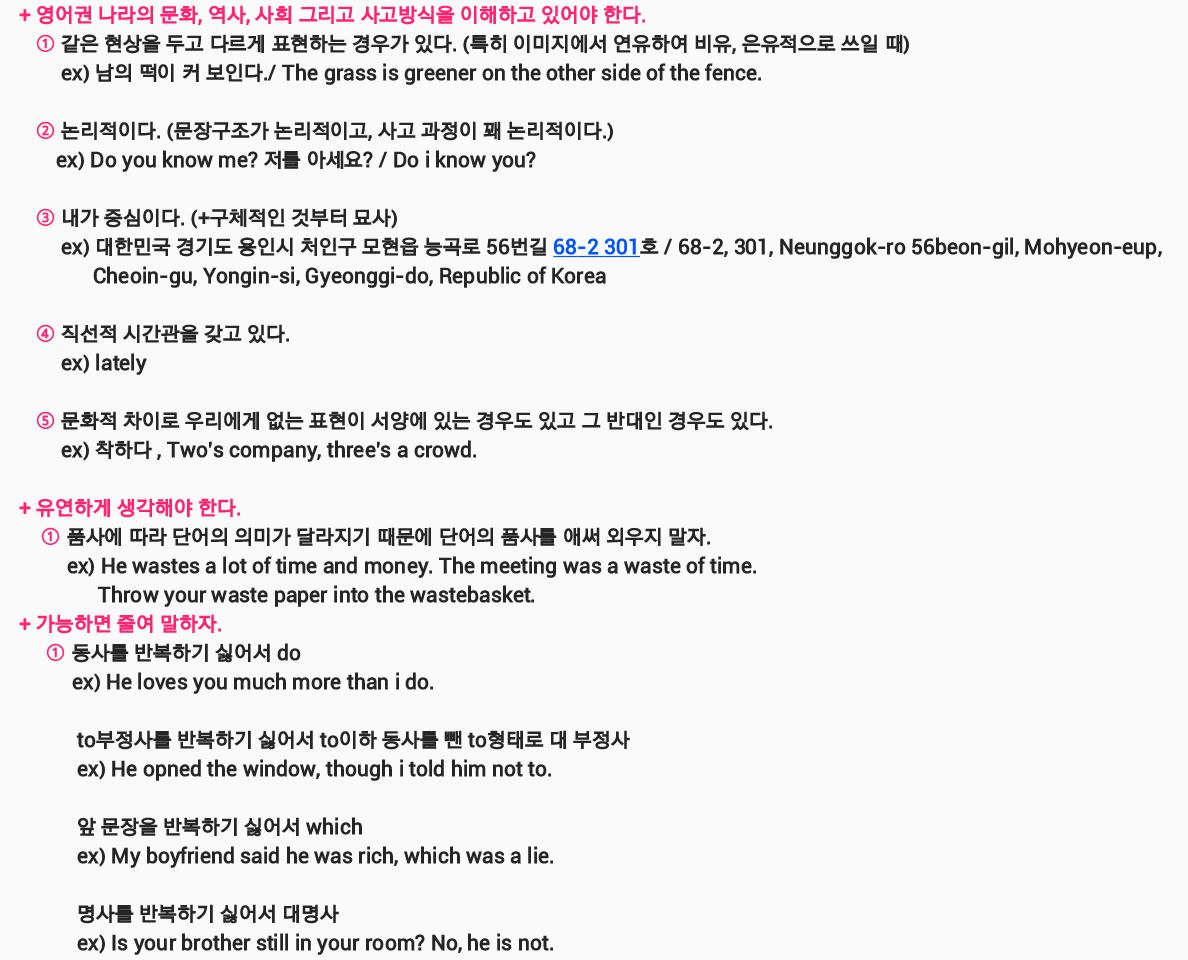 + 영어권 나라의 문화, 역사, 사회 그리고 사고방식을 이해하고 있어야 한다.
① 같은 현상을 두고 다르게 표현하는 경우가 있다. (특히 이미지에서 연유하여 비유, 은유적으로 쓰일 때)
ex) 남의 떡이 커 보인다./ The grass is greener on the other side of the fence.
② 논리적이다. (문장구조가 논리적이고, 사고 과정이 꽤 논리적이다.)
ex) Do you know me? 저를 아세요? / Do i know you?
③ 내가 중심이다. (+구체적인 것부터 묘사)
ex) 대한민국 경기도 용인시 처인구 모현읍 능곡로 56번길 68-2 301호 / 68-2, 301, Neunggok-ro 56beon-gil, Mohyeon-eup,
Cheoin-gu, Yongin-si, Gyeonggi-do, Republic of Korea
④ 직선적 시간관을 갖고 있다.
ex) lately
⑤ 문화적 차이로 우리에게 없는 표현이 서양에 있는 경우도 있고 그 반대인 경우도 있다.
ex) 착하다 , Two's company, three's a crowd.
+ 유연하게 생각해야 한다.
① 품사에 따라 단어의 의미가 달라지기 때문에 단어의 품사를 애써 외우지 말자.
ex) He wastes a lot of time and money. The meeting was a waste of time.
Throw your waste paper into the wastebasket.
+ 가능하면 줄여 말하자.
① 동사를 반복하기 싫어서 do
ex) He loves you much more than i do.
to부정사를 반복하기 싫어서 to이하 동사를 뺀 to형태로 대 부정사
ex) He opned the window, though i told him not to.
앞 문장을 반복하기 싫어서 which
ex) My boyfriend said he was rich, which was a lie.
명사를 반복하기 싫어서 대명사
ex) Is your brother still in your room? No, he is not.